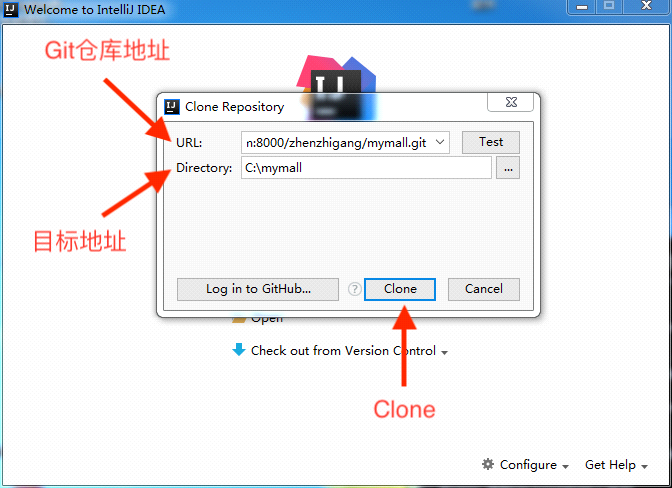 Welcome to IntelliJ IDEA
Git仓库地址
Clone Repository
URL:
n:8000/zhenzhigang/mymall.git
Test
Directory:
C:\mymall
...
目标地址
Log in to GitHub...
?
Clone
Cancel
Open
Check out from Version Control
Clone
Configure
Get Help